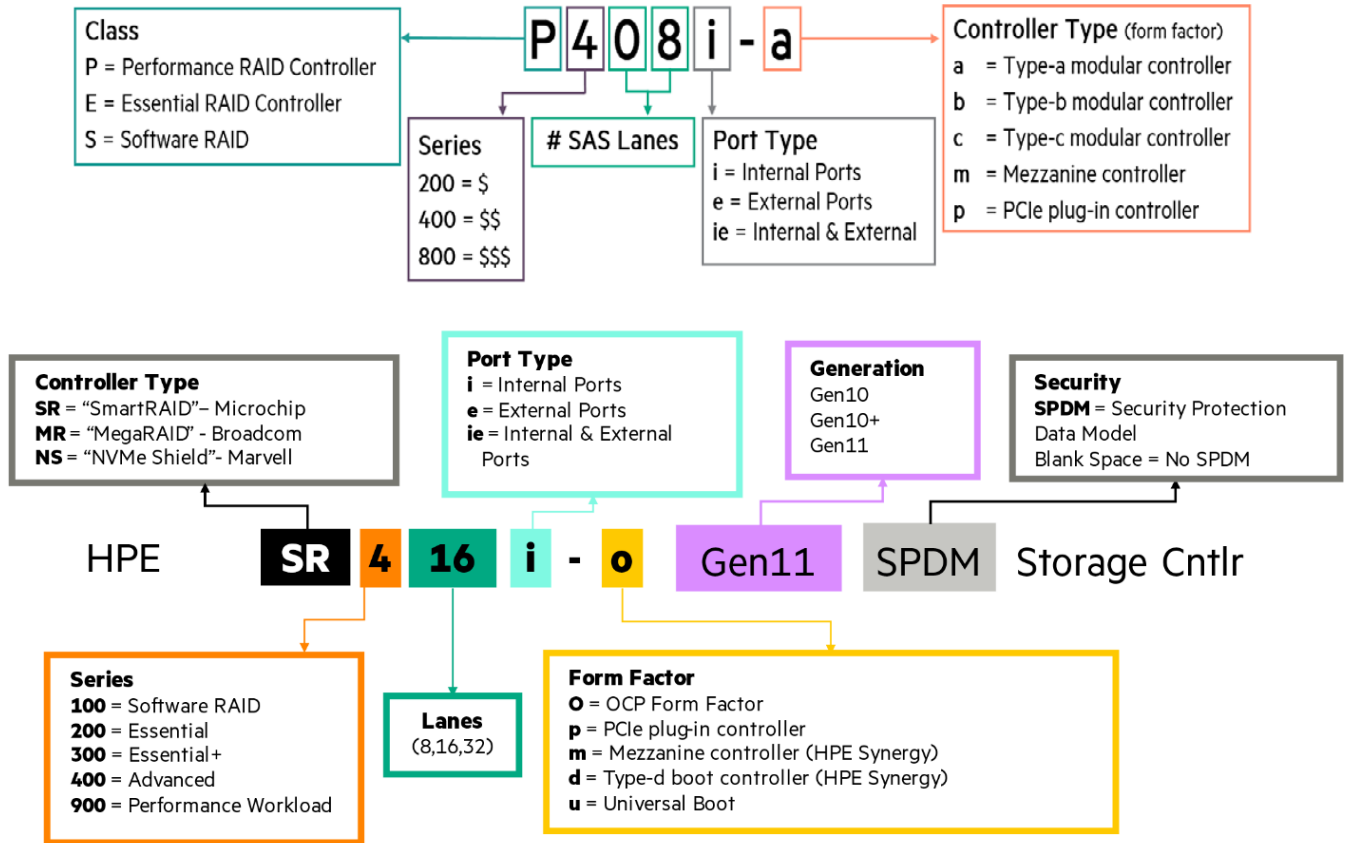 P408i-a
Class
P = Performance RAID Controller
E = Essential RAID Controller
S = Software RAID
Series
200 = $
400 = $$
800 = $$$
# SAS Lanes
Port Type
i = Internal Ports
e = External Ports
ie = Internal & External
Controller Type (form factor)
a = Type-a modular controller
b = Type-b modular controller
c = Type-c modular controller
m = Mezzanine controller
p = PCIe plug-in controller
Controller Type
SR = “SmartRAID”– Microchip
MR = “MegaRAID” - Broadcom
NS = “NVMe Shield”- Marvell
Port Type
i = Internal Ports
e = External Ports
ie = Internal & External
Ports
Generation
Gen10
Gen10+
Gen11
Security
SPDM = Security Protection
Data Model
Blank Space = No SPDM
HPE SR 4 16 i - o Gen11 SPDM Storage Cntlr
Series
100 = Software RAID
200 = Essential
300 = Essential+
400 = Advanced
900 = Performance Workload
Lanes
(8,16,32)
Form Factor
O = OCP Form Factor
p = PCIe plug-in controller
m = Mezzanine controller (HPE Synergy)
d = Type-d boot controller (HPE Synergy)
u = Universal Boot